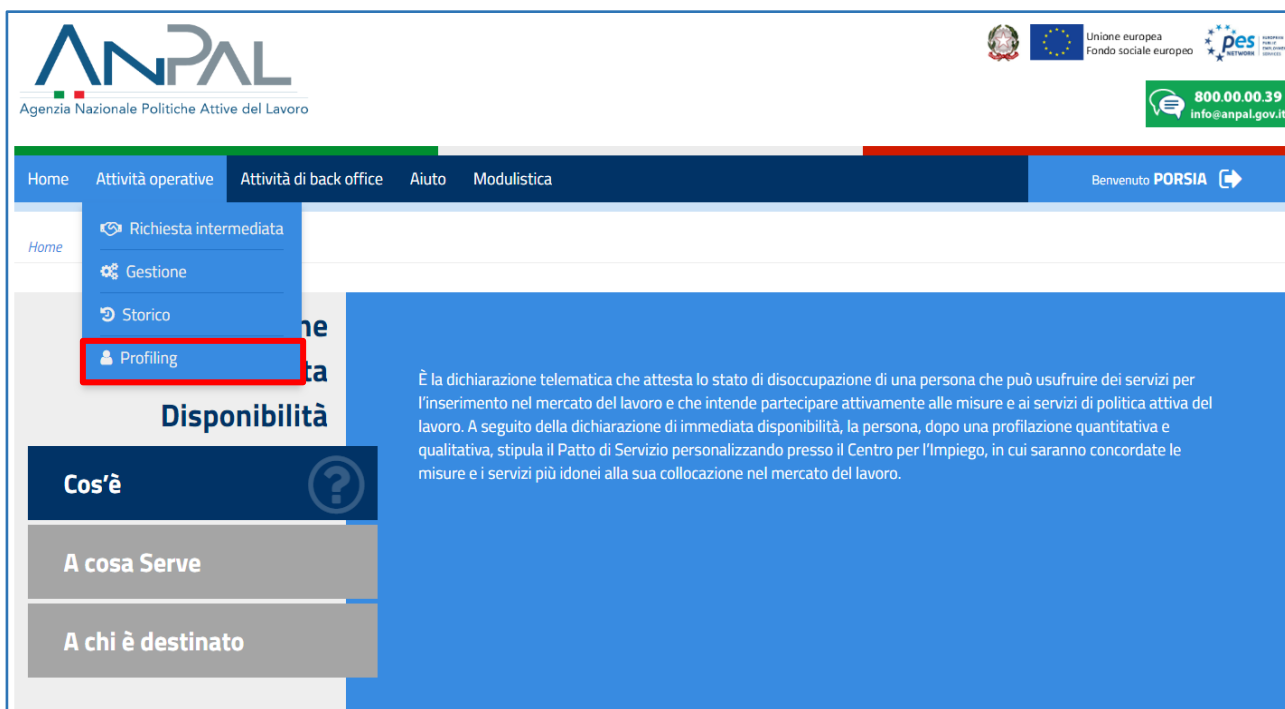 ANPAL
Agenzia Nazionale Politiche Attive del Lavoro
Unione europea
Fondo sociale europeo
pes
NETWORK
800.00.00.39
info@anpal.gov.it
Home Attività operative Attività di back office Aiuto Modulistica Benvenuto PORSIA
Richiesta intermediata
Home
Gestione
Storico
Profiling
ne
ta
Disponibilità
Cos'è ?
A cosa Serve
A chi è destinato
È la dichiarazione telematica che attesta lo stato di disoccupazione di una persona che può usufruire dei servizi per
l'inserimento nel mercato del lavoro e che intende partecipare attivamente alle misure e ai servizi di politica attiva del
lavoro. A seguito della dichiarazione di immediata disponibilità, la persona, dopo una profilazione quantitativa e
qualitativa, stipula il Patto di Servizio personalizzando presso il Centro per l'Impiego, in cui saranno concordate le
misure e i servizi più idonei alla sua collocazione nel mercato del lavoro.